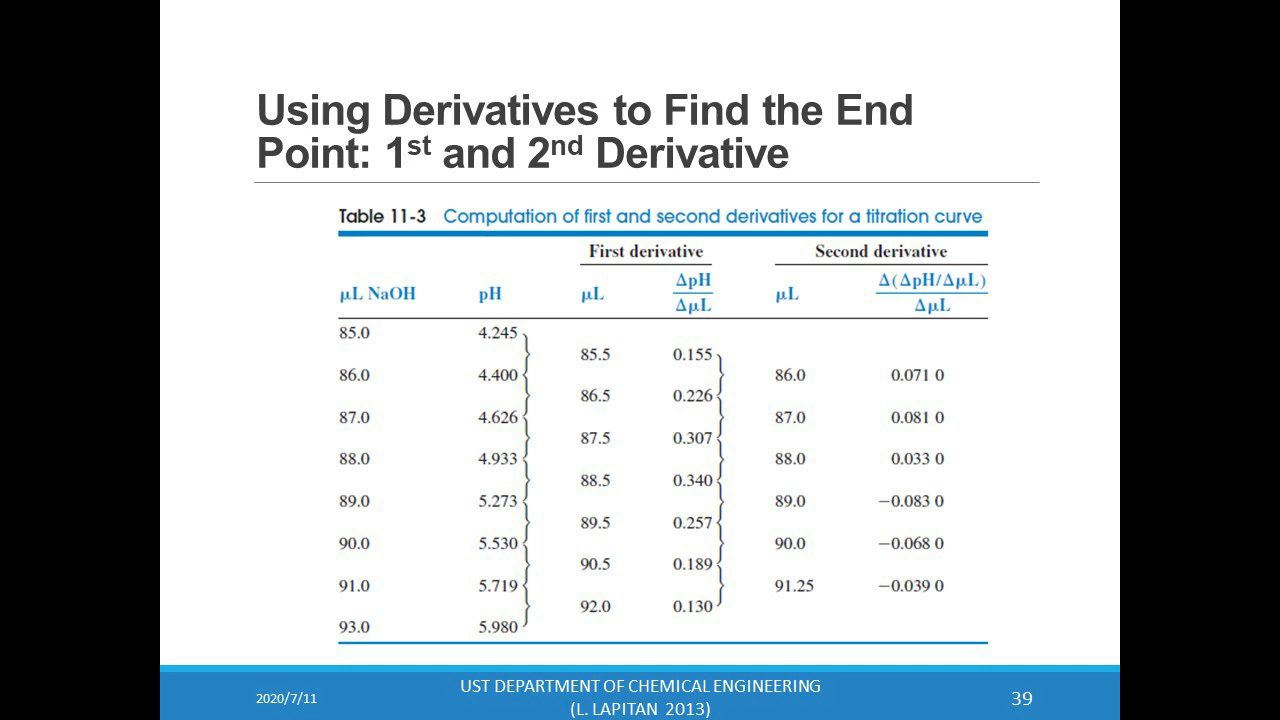 Using Derivatives to Find the End
Point: 1st and 2nd Derivative
Table 11-3 Computation of first and second derivatives for a titration curve
First derivative Second derivative
µL NaOH pH µL ΔpH/ΔµL µL Δ(ΔpH/ΔµL)/ΔµL
85.0 4.245
85.5 0.155
86.0 4.400 86.0 0.071 0
86.5 0.226
87.0 4.626 87.0 0.081 0
87.5 0.307
88.0 4.933 88.0 0.033 0
88.5 0.340
89.0 5.273 89.0 −0.083 0
89.5 0.257
90.0 5.530 90.0 −0.068 0
90.5 0.189
91.0 5.719 91.25 −0.039 0
92.0 0.130
93.0 5.980
2020/7/11
UST DEPARTMENT OF CHEMICAL ENGINEERING
(L. LAPITAN 2013)
39